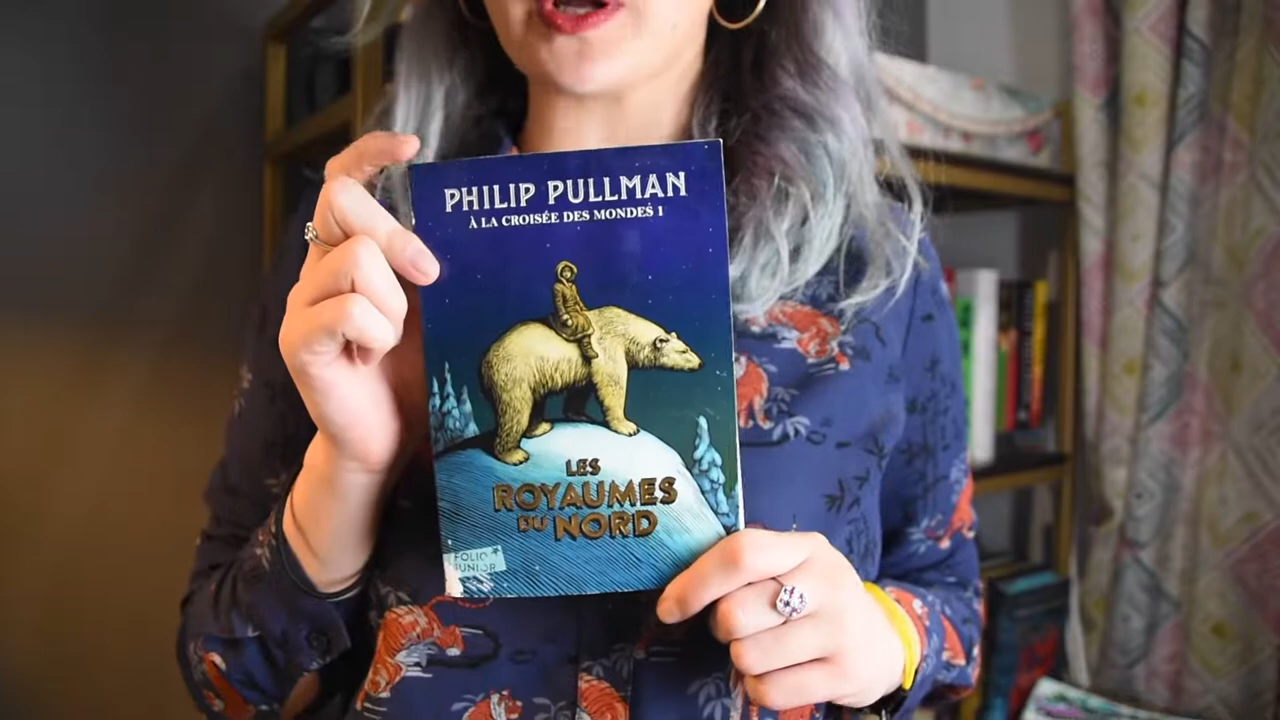 PHILIP PULLMAN
À LA CROISÉE DES MONDES 1
LES
ROYAUMES
DU NORD
FOLIO
JUNIOR